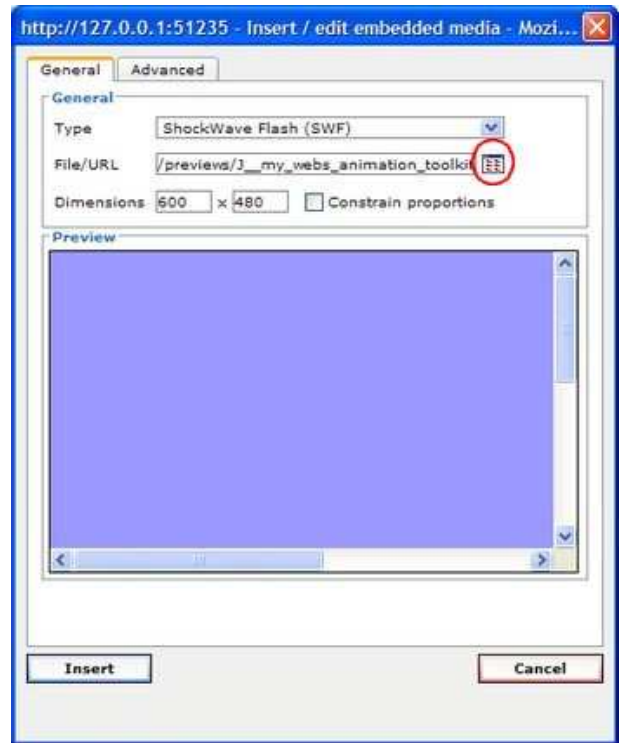 http://127.0.0.1:51235 - Insert / edit embedded media - Mozi...
General Advanced
General
Type ShockWave Flash (SWF)
File/URL /previews/J__my_webs_animation_toolkit
Dimensions 600 x 480 Constrain proportions
Preview
Insert Cancel